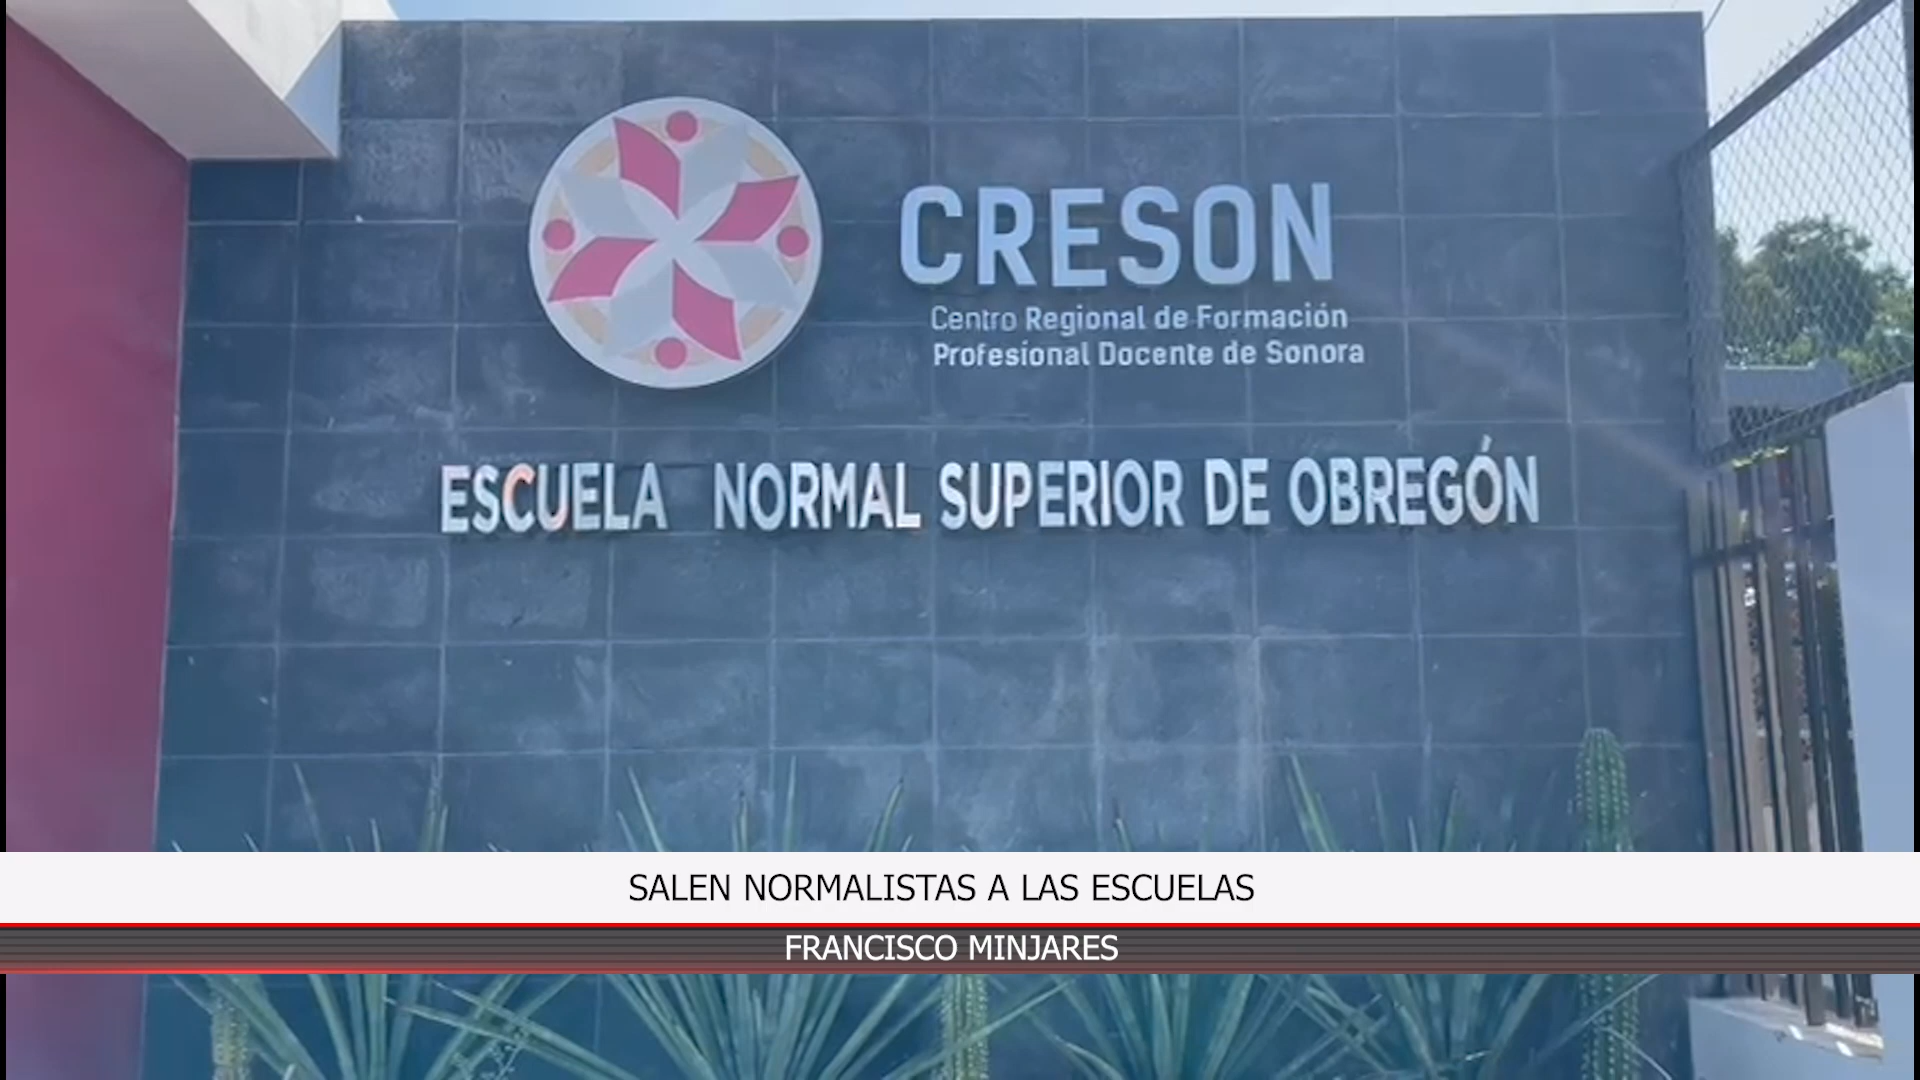 CRESON
Centro Regional de Formación
Profesional Docente de Sonora
ESCUELA NORMAL SUPERIOR DE OBREGÓN
SALEN NORMALISTAS A LAS ESCUELAS
FRANCISCO MINJARES